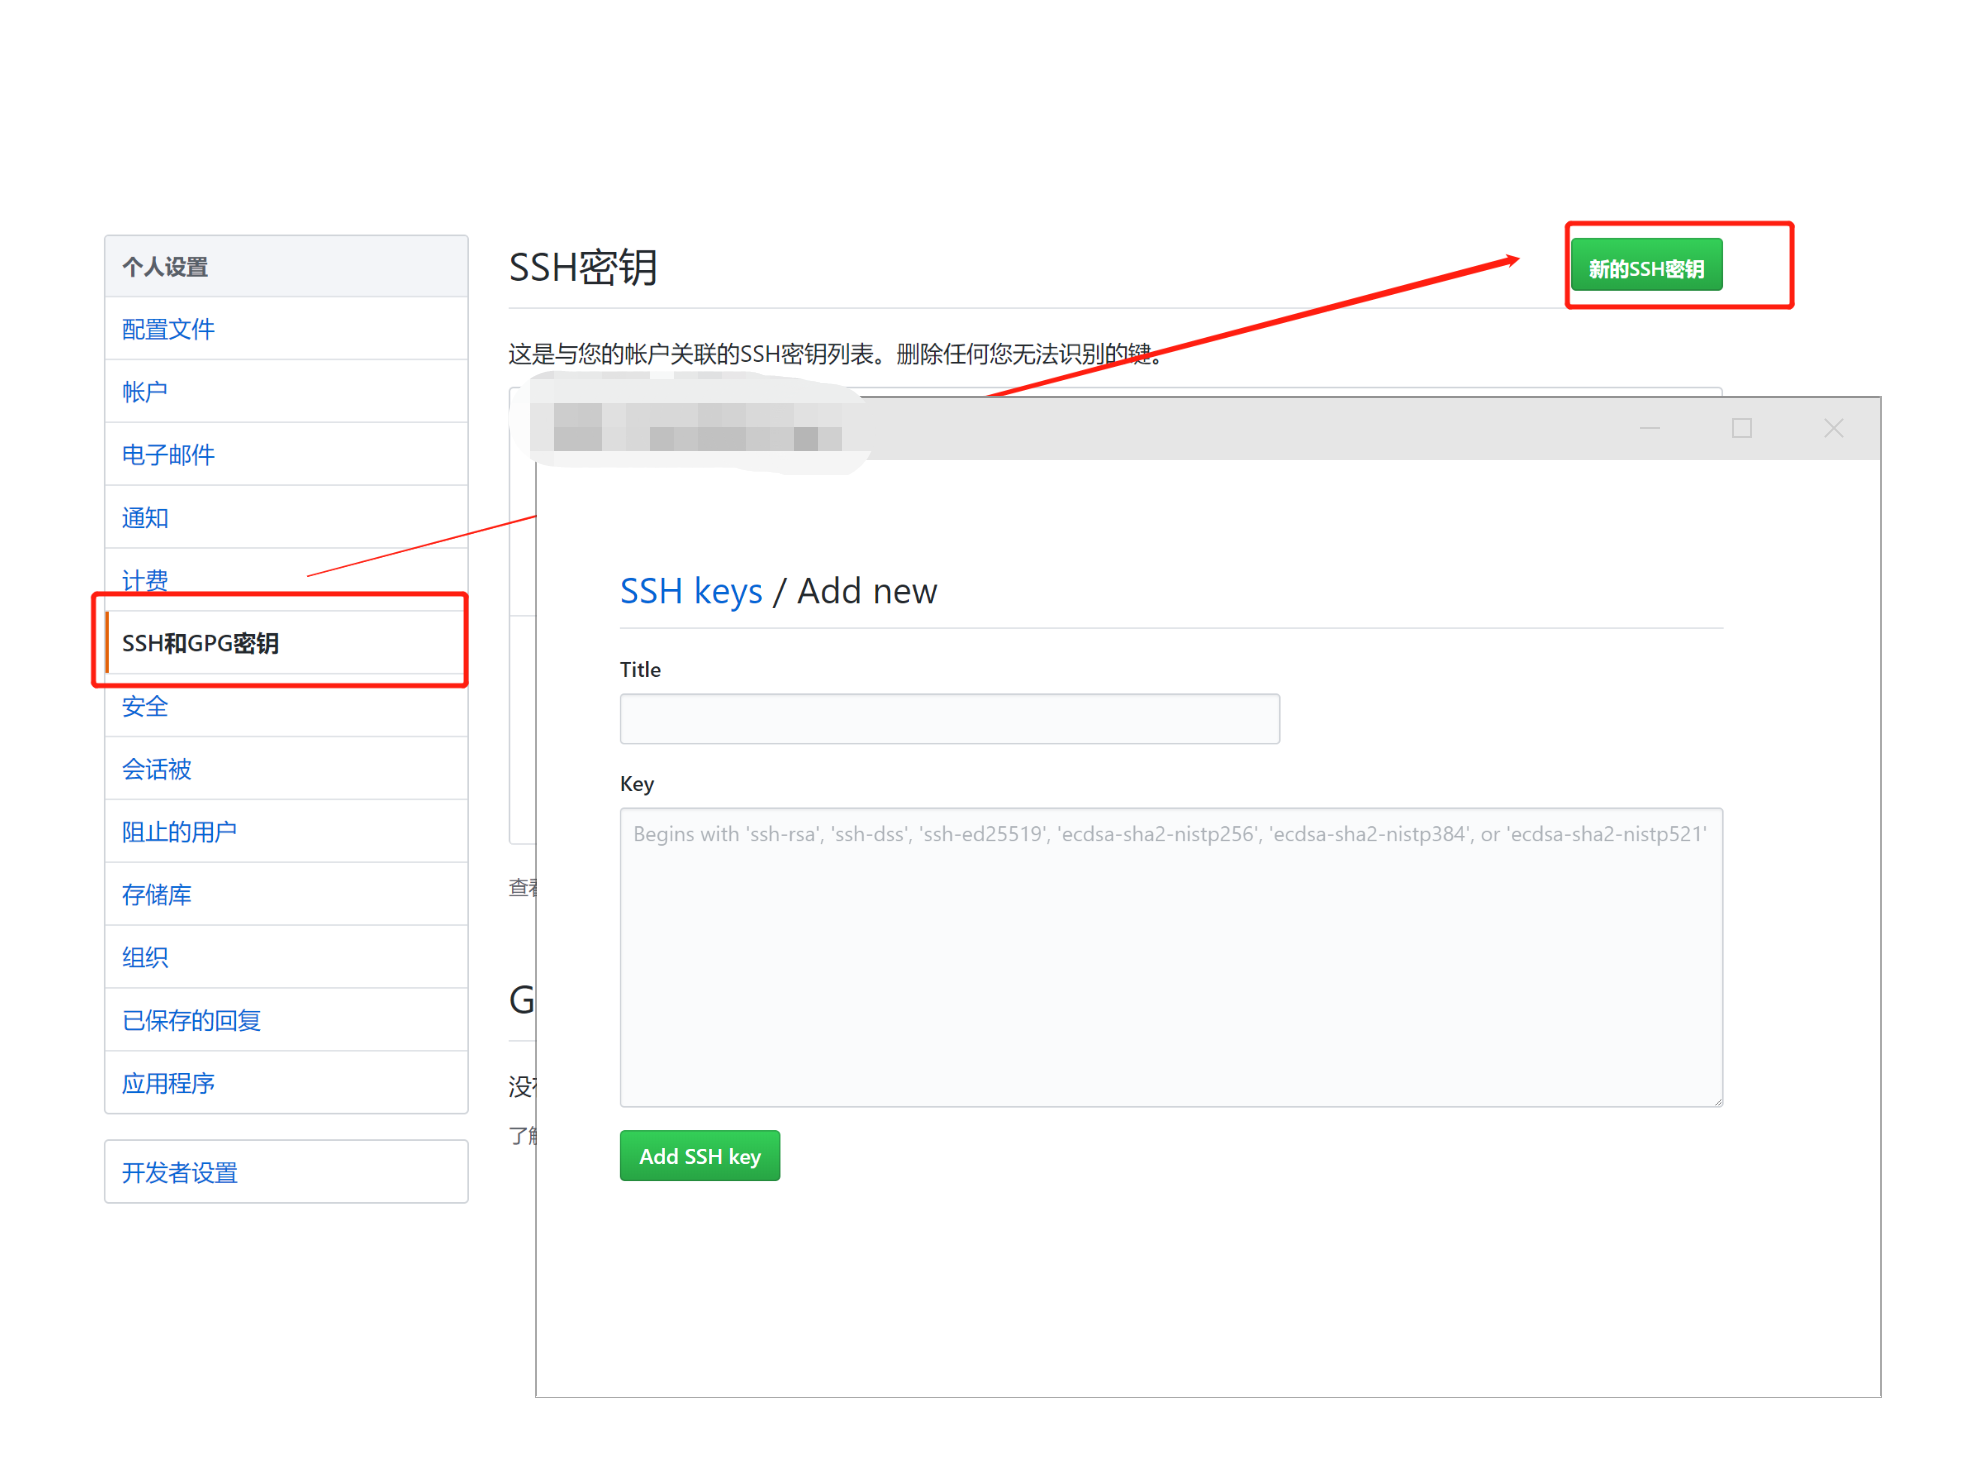 个人设置
配置文件
帐户
电子邮件
通知
计费
SSH和GPG密钥
安全
会话被
阻止的用户
存储库
组织
已保存的回复
应用程序
开发者设置
SSH密钥
新的SSH密钥
这是与您的帐户关联的SSH密钥列表。删除任何您无法识别的键。
查
G
没
了
SSH keys / Add new
Title
Key
Begins with 'ssh-rsa', 'ssh-dss', 'ssh-ed25519', 'ecdsa-sha2-nistp256', 'ecdsa-sha2-nistp384', or 'ecdsa-sha2-nistp521'
Add SSH key